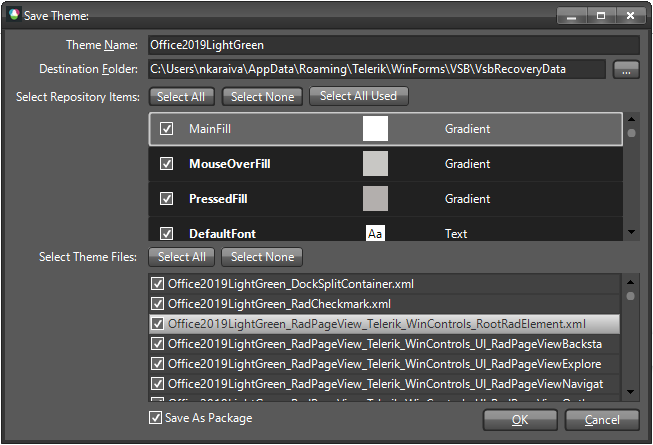 Save Theme:
Theme Name: Office2019LightGreen
Destination Folder: C:\Users\nkaraiva\AppData\Roaming\Telerik\WinForms\VSB\VsbRecoveryData ...
Select Repository Items: Select All Select None Select All Used
MainFill Gradient
MouseOverFill Gradient
PressedFill Gradient
DefaultFont Aa Text
Select Theme Files: Select All Select None
Office2019LightGreen_DockSplitContainer.xml
Office2019LightGreen_RadCheckmark.xml
Office2019LightGreen_RadPageView_Telerik_WinControls_RootRadElement.xml
Office2019LightGreen_RadPageView_Telerik_WinControls_UI_RadPageViewBacksta
Office2019LightGreen_RadPageView_Telerik_WinControls_UI_RadPageViewExplore
Office2019LightGreen_RadPageView_Telerik_WinControls_UI_RadPageViewNavigat
Save As Package OK Cancel